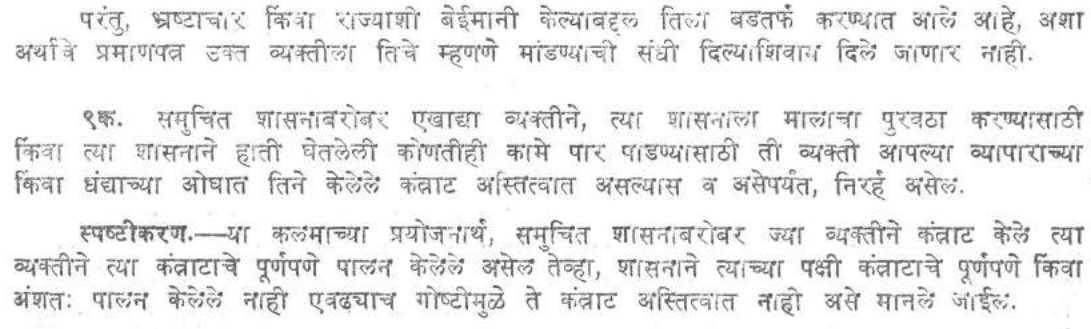 परंतु, भ्रष्टाचार किंवा राज्याशी बेईमानी केल्याबद्दल तिला बडतर्फ करण्यात आले आहे, अशा
अर्थाचे प्रमाणपत्र उक्त व्यक्तीला तिचे म्हणणे मांडण्याची संधी दिल्याशिवाय दिले जाणार नाही.
९क. समुचित शासनाबरोबर एखाद्या व्यक्तीने, त्या शासनाला मालाचा पुरवठा करण्यासाठी
किंवा त्या शासनाने हाती घेतलेली कोणतीही कामे पार पाडण्यासाठी ती व्यक्ती आपल्या व्यापाराच्या
किंवा धंद्याच्या ओघात तिने केलेले कंत्राट अस्तित्वात असल्यास व असेपर्यंत, निरर्ह असेल.
स्पष्टीकरण.—या कलमाच्या प्रयोजनार्थ, समुचित शासनाबरोबर ज्या व्यक्तीने कंत्राट केले त्या
व्यक्तीने त्या कंत्राटाचे पूर्णपणे पालन केलेले असेल तेव्हा, शासनाने त्याच्या पक्षी कंत्राटाचे पूर्णपणे किंवा
अंशतः पालन केलेले नाही एवढ्याच गोष्टीमुळे ते कंत्राट अस्तित्वात नाही असे मानले जाईल.